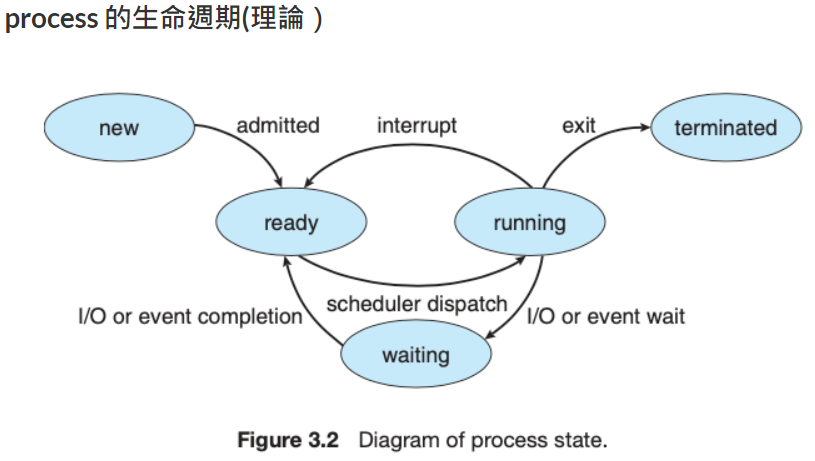 process 的生命週期(理論）
new
admitted
interrupt
exit
terminated
ready
running
I/O or event completion
scheduler dispatch
I/O or event wait
waiting
Figure 3.2 Diagram of process state.